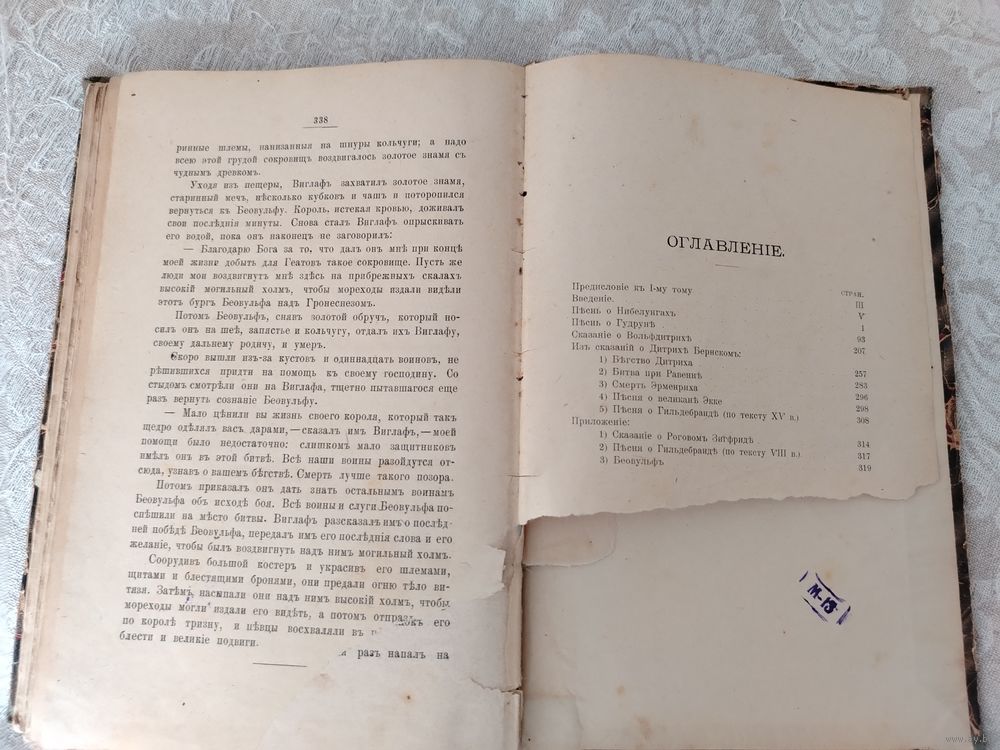 338
ринные шлемы, нанизанныя на шнуры кольчуги; а надо
всею этой грудой сокровищъ воздвигалось золотое знамя съ
чуднымъ древкомъ.
Уходя изъ пещеры, Виглафъ захватилъ золотое знамя,
старинный мечъ, нѣсколько кубковъ и чашъ и поторопился
вернуться къ Беовульфу. Король, истекая кровью, доживалъ
свои послѣднія минуты. Снова сталъ Виглафъ опрыскивать
его водой, пока онъ наконецъ не заговорилъ:
— Благодарю Бога за то, что далъ онъ мнѣ при концѣ
моей жизни добыть для Геатовъ такое сокровище. Пусть же
люди мои воздвигнутъ мнѣ здѣсь на прибрежныхъ скалахъ
высокій могильный холмъ, чтобы мореходы издали видѣли
этотъ бургъ Беовульфа надъ Гронеснезомъ.
Потомъ Беовульфъ, снявъ золотой обручъ, который но-
силъ онъ на шеѣ, запястье и кольчугу, отдалъ ихъ Виглафу,
своему дальнему родичу, и умеръ.
Скоро вышли изъ-за кустовъ и одиннадцать воиновъ, не
рѣшившихся придти на помощь къ своему господину. Со
стыдомъ смотрѣли они на Виглафа, тщетно пытавшагося еще
разъ вернуть сознаніе Беовульфу.
— Мало цѣнили вы жизнь своего короля, который такъ
щедро одѣлялъ васъ дарами,—сказалъ имъ Виглафъ,—моей
помощи было недостаточно: слишкомъ мало защитниковъ
имѣлъ онъ въ этой битвѣ. Всѣ наши воины разойдутся от-
сюда, узнавъ о вашемъ бѣгствѣ. Смерть лучше такого позора.
Потомъ приказалъ онъ дать знать остальнымъ воинамъ
Беовульфа объ исходѣ боя. Всѣ воины и слуги Беовульфа по-
спѣшили на мѣсто битвы. Виглафъ разсказалъ имъ о послѣд-
ней побѣдѣ Беовульфа, передалъ имъ его послѣднія слова и его
желаніе, чтобы былъ воздвигнутъ надъ нимъ могильный холмъ.
Соорудивъ большой костеръ и украсивъ его шлемами,
щитами и блестящими бронями, они предали огню тѣло ви-
тязя. Затѣмъ насыпали они надъ нимъ высокій холмъ, чтобы
мореходы могли издали его видѣть, а потомъ
по королѣ тризну, и пѣвцы восхваляли въ его
блести и великіе подвиги.
разъ напалъ на
ОГЛАВЛЕНІЕ.
СТРАН.
Предисловіе къ I-му тому III
Введеніе. V
Пѣснь о Нибелунгахъ 1
Пѣснь о Гудрунѣ 93
Сказаніе о Вольфдитрихѣ 207
Изъ сказаній о Дитрихѣ Бернскомъ:
1) Бѣгство Дитриха 257
2) Битва при Равеннѣ 283
3) Смерть Эрменриха 296
4) Пѣсня о великанѣ Экке 298
5) Пѣсня о Гильдебрандѣ (по тексту XV в.) 308
Приложеніе:
1) Сказаніе о Роговомъ Зигфридѣ 314
2) Пѣсня о Гильдебрандѣ (по тексту VIII в.) 317
3) Беовульфъ 319